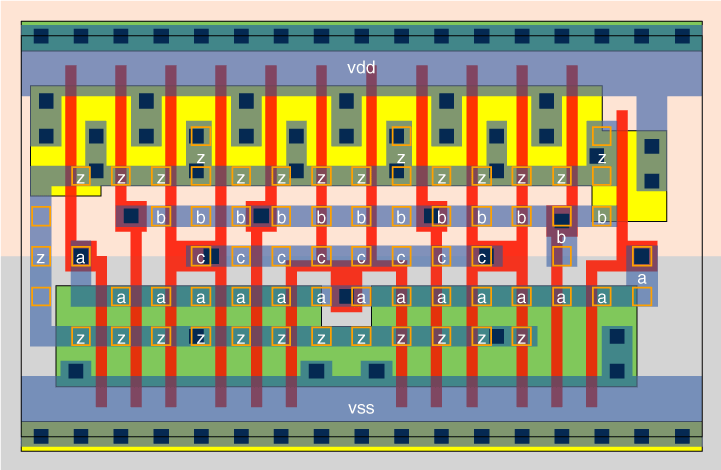 vdd
z z z
z z z z z z z z z
b b b b b b b b b b
b
z a c c c c c c c c
a
a a a a a a a a a a a a a
z z z z z z z z z z z z
vss